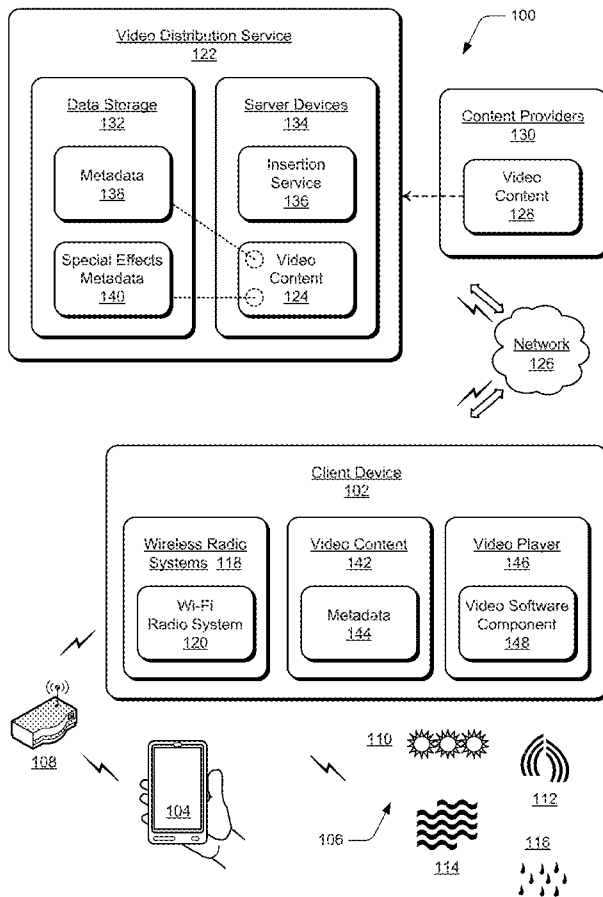 100
Video Distribution Service
122
Data Storage
132
Metadata
138
Special Effects
Metadata
140
Server Devices
134
Insertion
Service
136
Video
Content
124
Content Providers
130
Video
Content
128
Network
126
Client Device
102
Wireless Radio
Systems 118
Wi-Fi
Radio System
120
Video Content
142
Metadata
144
Video Player
146
Video Software
Component
148
108
104
106
110
112
114
116